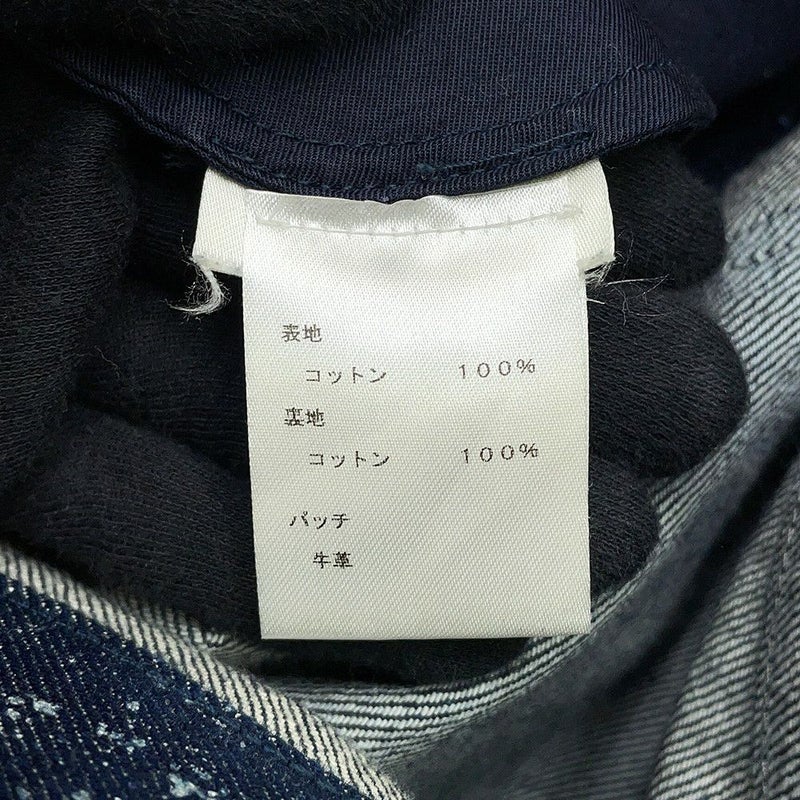 表地
コットン 100%
裏地
コットン 100%
パッチ
牛革